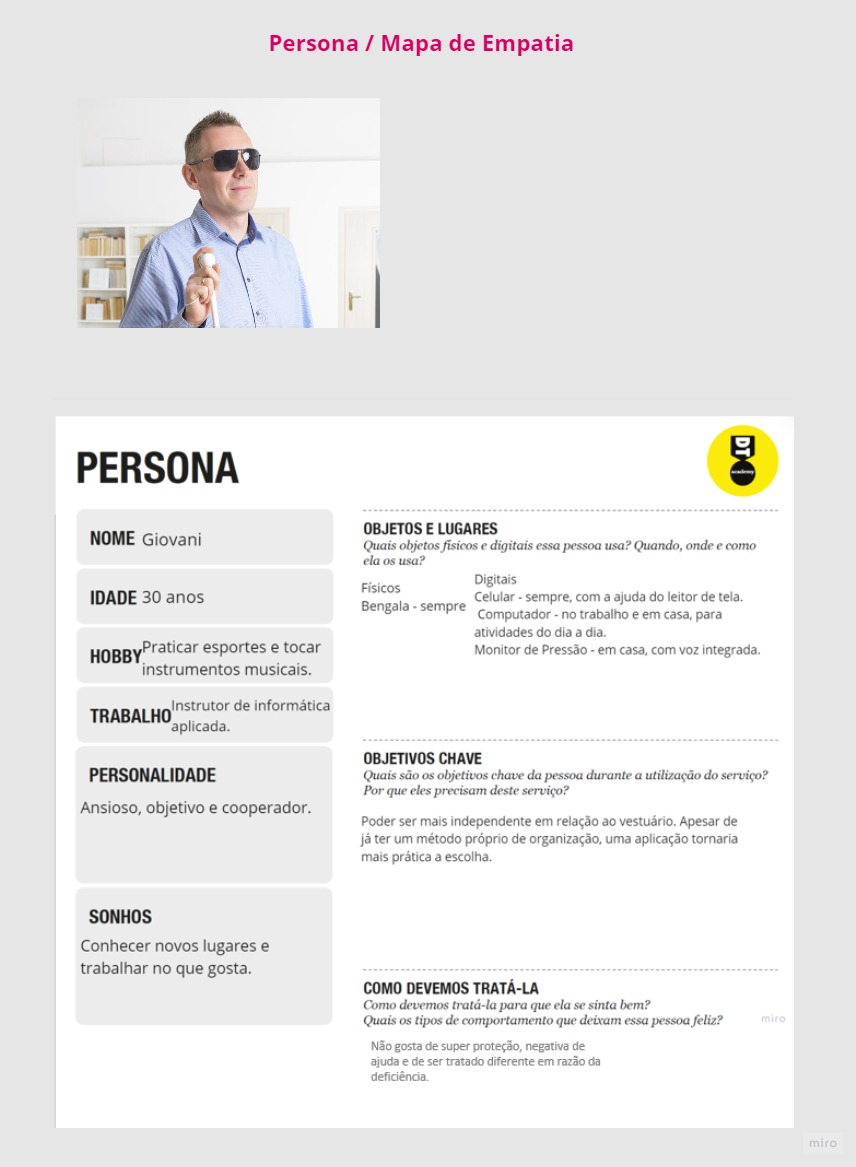 Persona / Mapa de Empatia
PERSONA
DT
academy
NOME Giovani
IDADE 30 anos
HOBBY Praticar esportes e tocar
instrumentos musicais.
TRABALHO Instrutor de informática
aplicada.
PERSONALIDADE
Ansioso, objetivo e cooperador.
SONHOS
Conhecer novos lugares e
trabalhar no que gosta.
OBJETOS E LUGARES
Quais objetos físicos e digitais essa pessoa usa? Quando, onde e como
ela os usa?
Físicos
Bengala - sempre
Digitais
Celular - sempre, com a ajuda do leitor de tela.
Computador - no trabalho e em casa, para
atividades do dia a dia.
Monitor de Pressão - em casa, com voz integrada.
OBJETIVOS CHAVE
Quais são os objetivos chave da pessoa durante a utilização do serviço?
Por que eles precisam deste serviço?
Poder ser mais independente em relação ao vestuário. Apesar de
já ter um método próprio de organização, uma aplicação tornaria
mais prática a escolha.
COMO DEVEMOS TRATÁ-LA
Como devemos tratá-la para que ela se sinta bem?
Quais os tipos de comportamento que deixam essa pessoa feliz?
miro
Não gosta de super proteção, negativa de
ajuda e de ser tratado diferente em razão da
deficiência.
miro